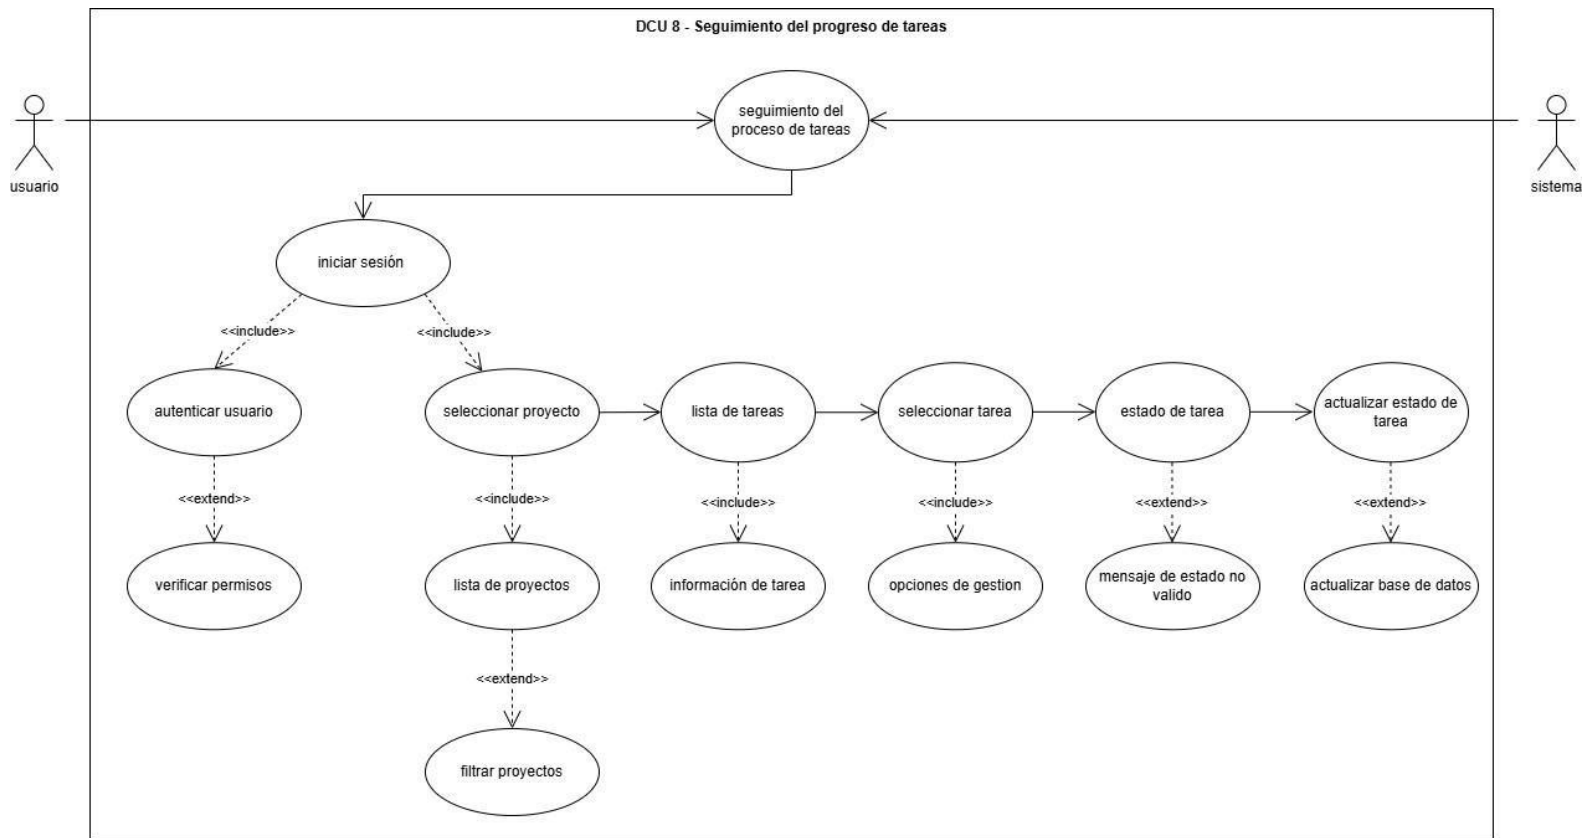 DCU 8 - Seguimiento del progreso de tareas
seguimiento del
proceso de tareas
usuario
sistema
iniciar sesión
<<include>>
<<include>>
autenticar usuario
seleccionar proyecto
lista de tareas
seleccionar tarea
estado de tarea
actualizar estado de
tarea
<<extend>>
<<include>>
<<include>>
<<include>>
<<extend>>
<<extend>>
verificar permisos
lista de proyectos
información de tarea
opciones de gestion
mensaje de estado no
valido
actualizar base de datos
<<extend>>
filtrar proyectos